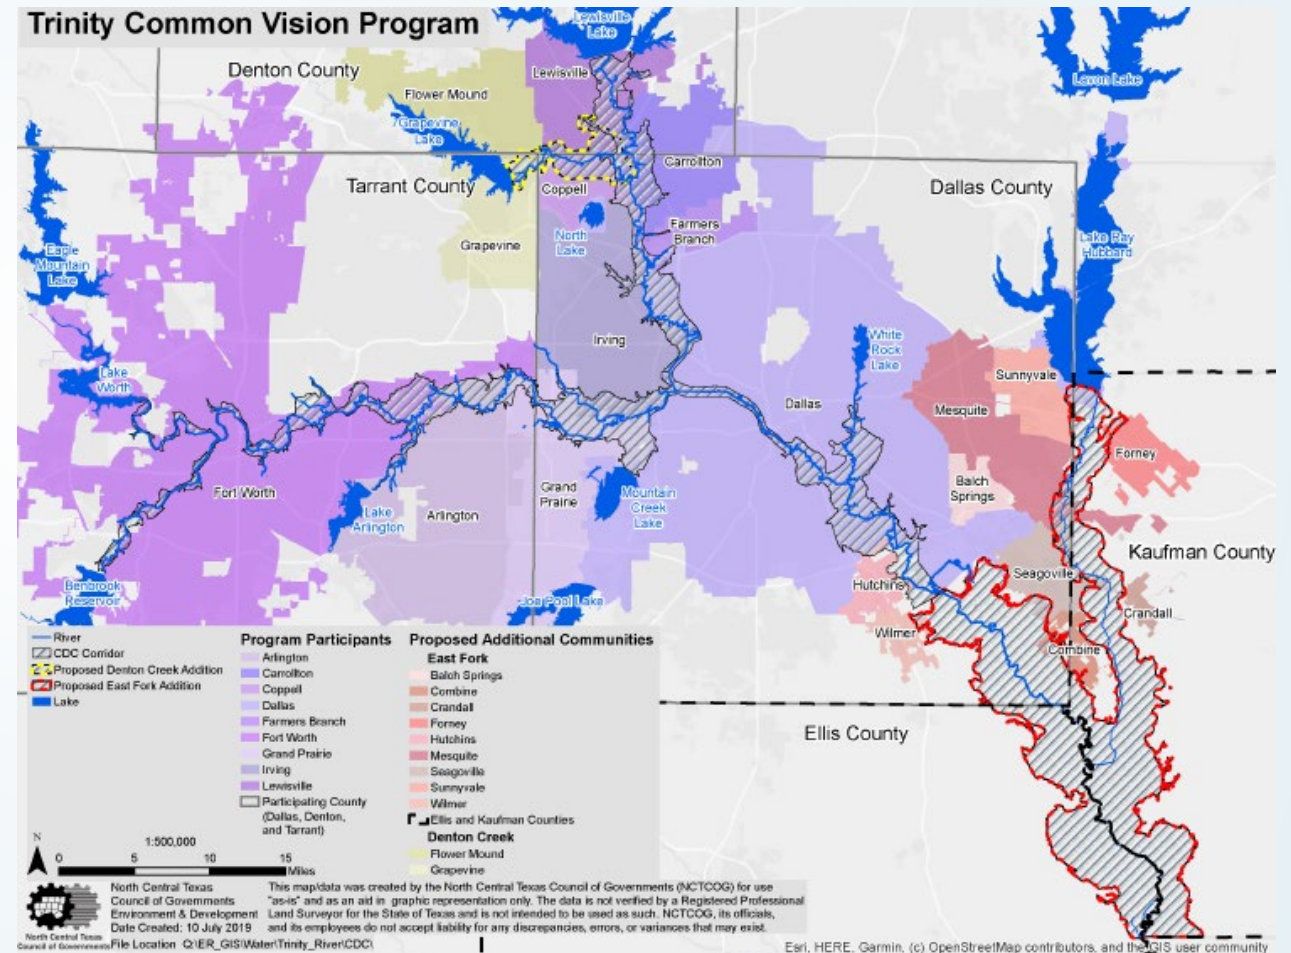 Trinity Common Vision Program
Lewisville
Lake
Denton County
Lewisville
Flower Mound
Lavon Lake
Grapevine
Lake
Carrollton
Tarrant County
Coppell
Dallas County
Farmers
Branch
North
Lake
Grapevine
Lake Ray
Hubbard
Eagle
Mountain
Lake
Irving
White
Rock
Lake
Lake
Worth
Sunnyvale
Dallas
Mesquite
Forney
Fort Worth
Grand
Prairie
Mountain
Creek
Lake
Balch
Springs
Lake
Arlington
Arlington
Kaufman County
Seagoville
Hutchins
Benbrook
Reservoir
Joe Pool Lake
Crandall
Wilmer
Combine
Ellis County
River
CDC Corridor
Proposed Denton Creek Addition
Proposed East Fork Addition
Lake
Program Participants
Arlington
Carrollton
Coppell
Dallas
Farmers Branch
Fort Worth
Grand Prairie
Irving
Lewisville
Participating County
(Dallas, Denton,
and Tarrant)
Proposed Additional Communities
East Fork
Balch Springs
Combine
Crandall
Forney
Hutchins
Mesquite
Seagoville
Sunnyvale
Wilmer
Ellis and Kaufman Counties
Denton Creek
Flower Mound
Grapevine
N
1:500,000
0 5 10 15
Miles
North Central Texas
Council of Governments
Environment & Development
Date Created: 10 July 2019
File Location Q:\ER_GIS\Water\Trinity_River\CDC\
North Central Texas
Council of Governments
This map/data was created by the North Central Texas Council of Governments (NCTCOG) for use
"as-is" and as an aid in graphic representation only. The data is not verified by a Registered Professional
Land Surveyor for the State of Texas and is not intended to be used as such. NCTCOG, its officials,
and its employees do not accept liability for any discrepancies, errors, or variances that may exist.
Esri, HERE, Garmin, (c) OpenStreetMap contributors, and the GIS user community